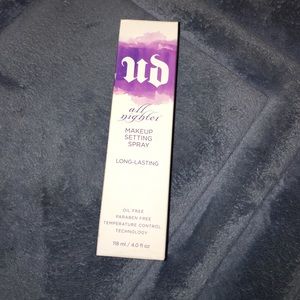 ud
all
nighter
MAKEUP
SETTING
SPRAY
LONG-LASTING
OIL FREE
PARABEN FREE
TEMPERATURE CONTROL
TECHNOLOGY
118 ml / 4.0 fl oz